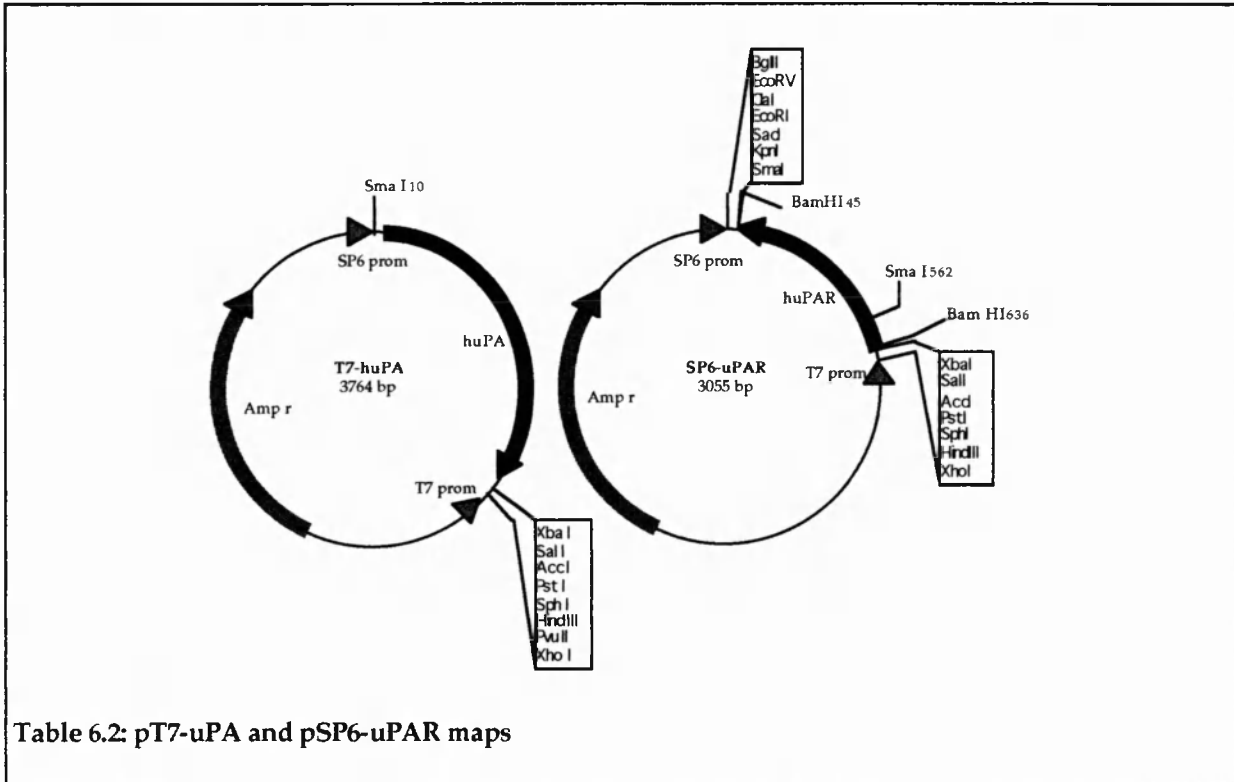 Sma I 10
SP6 prom
huPA
T7-huPA
3764 bp
Amp r
T7 prom
Xba I
Sal I
AccI
Pst I
Sph I
HindIII
PvuII
Xho I
BglII
EcoRV
ClaI
EcoRI
SacI
KpnI
SmaI
BamHI 45
SP6 prom
Sma I 562
huPAR
Bam HI 636
SP6-uPAR
3055 bp
T7 prom
Amp r
XbaI
SalI
AccI
PstI
SphI
HindIII
XhoI
Table 6.2: pT7-uPA and pSP6-uPAR maps